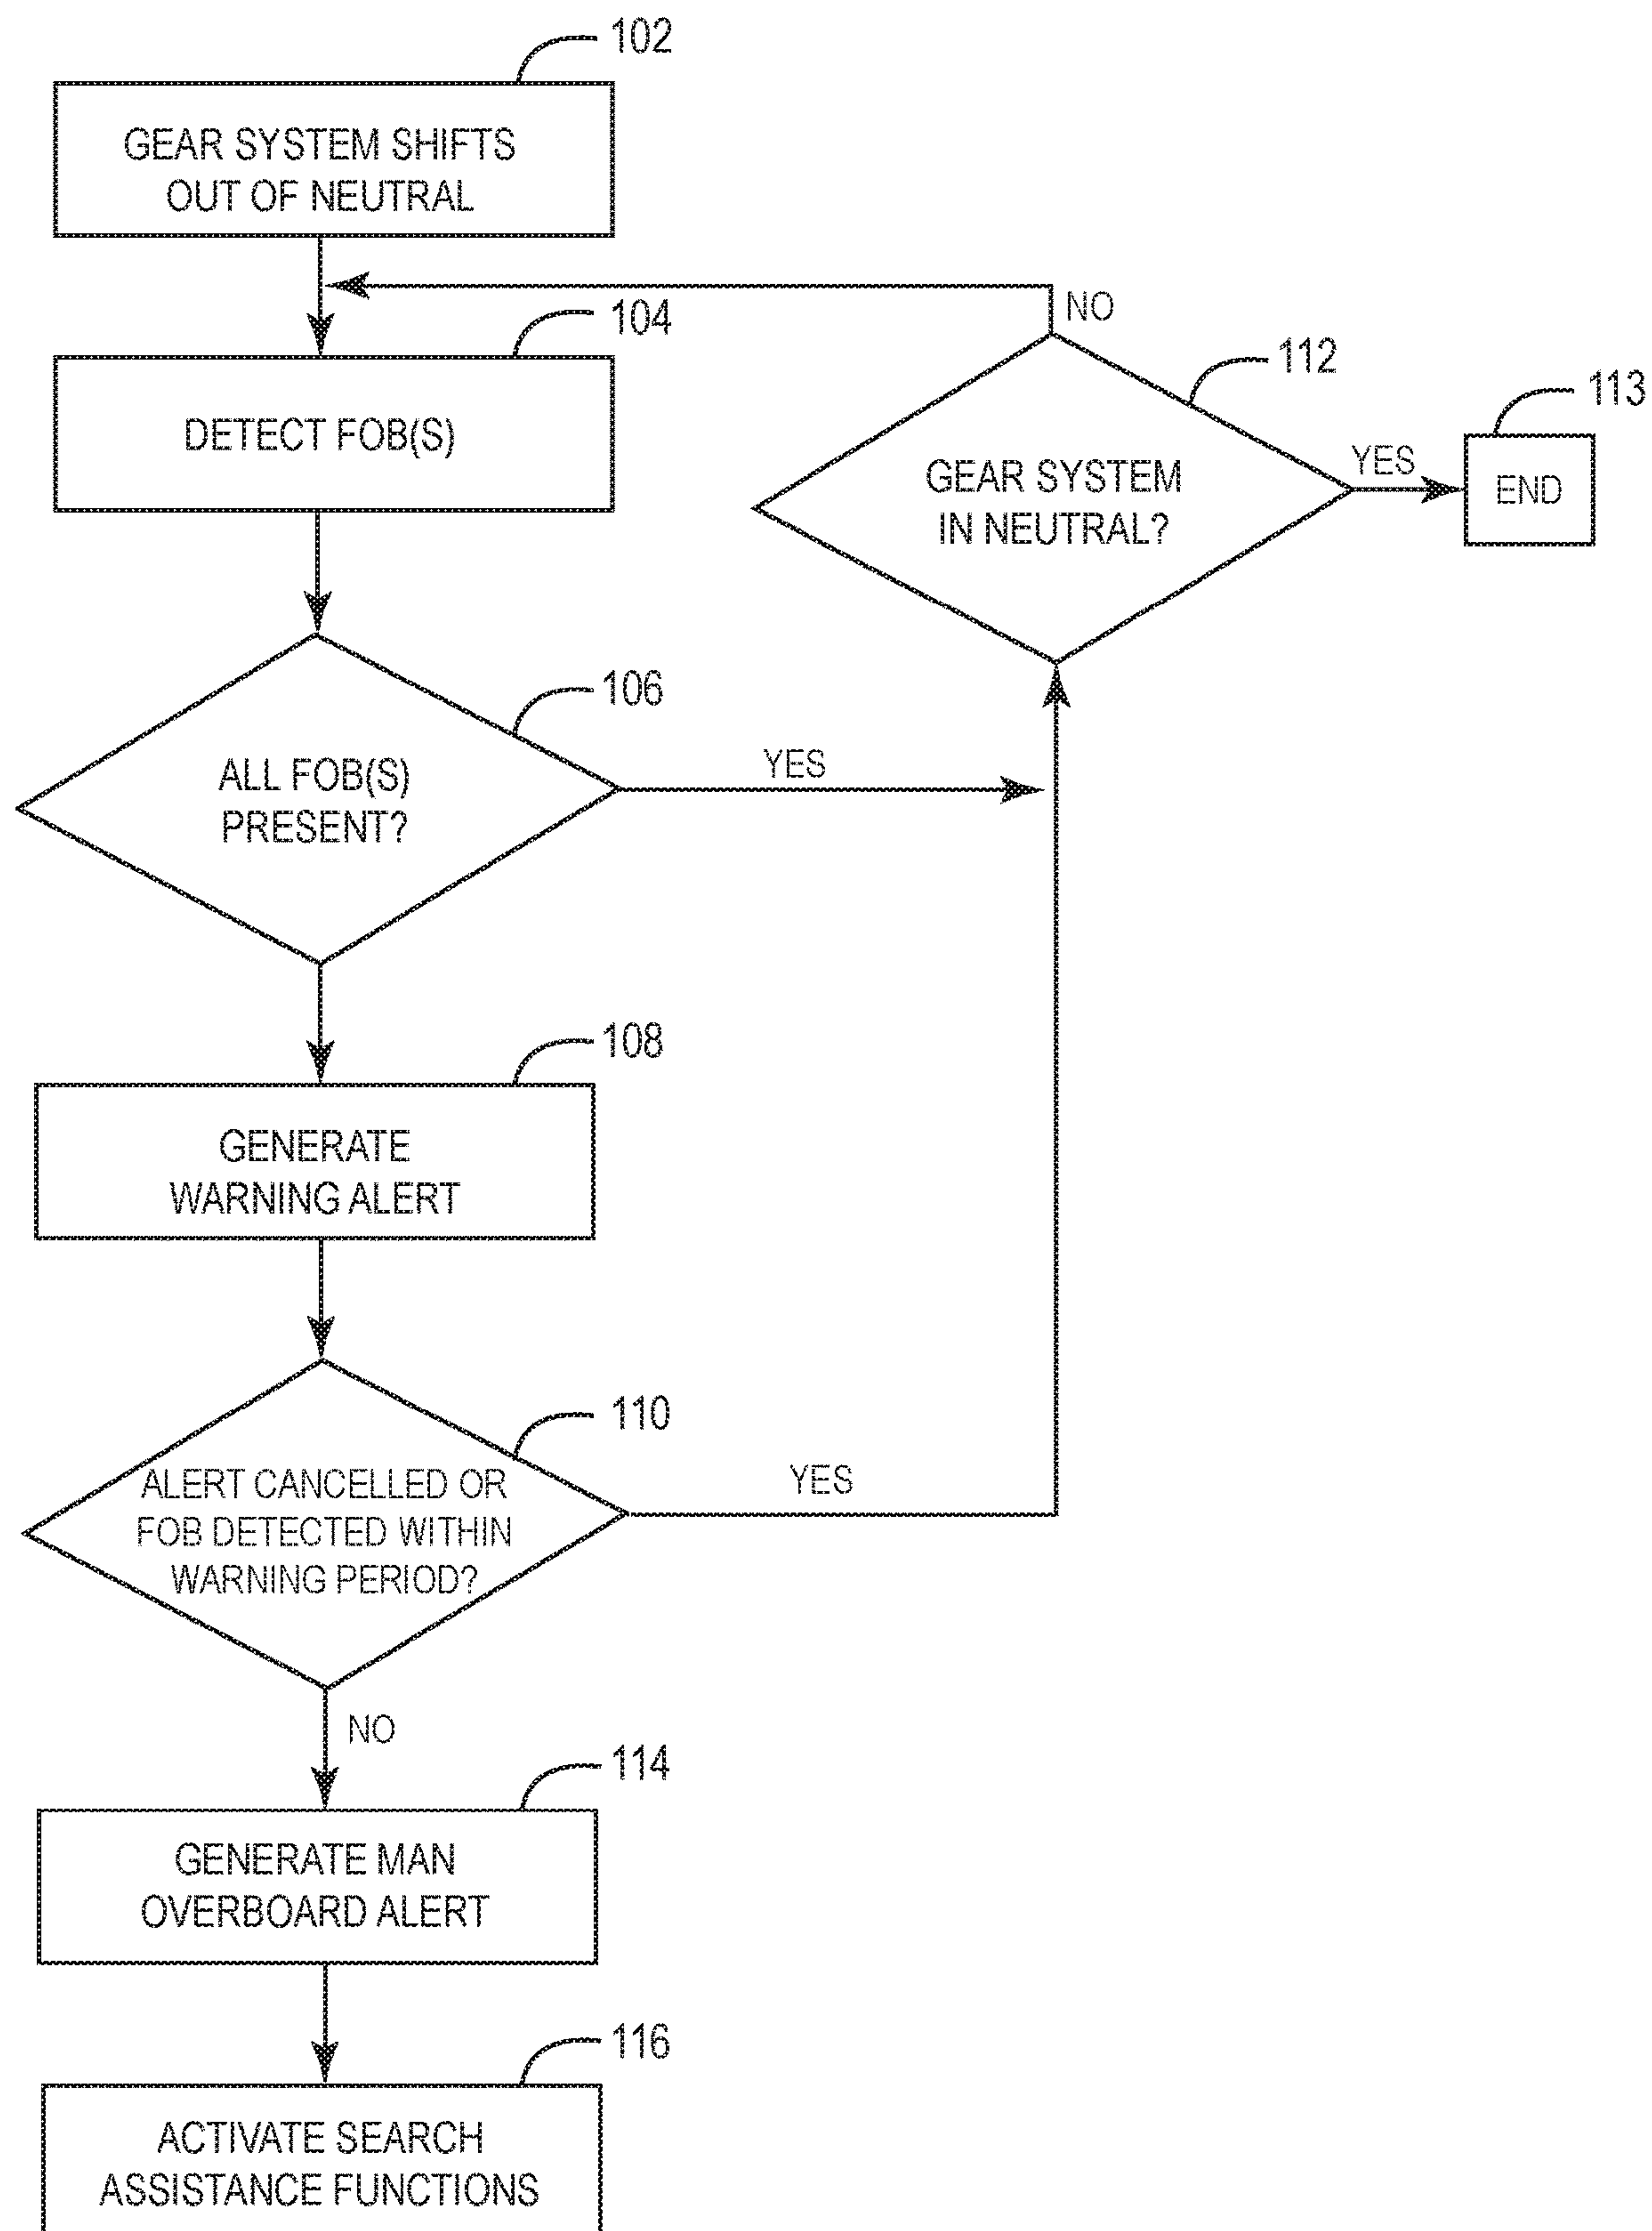 102
GEAR SYSTEM SHIFTS
OUT OF NEUTRAL
NO
104
112
113
DETECT FOB(S)
GEAR SYSTEM
IN NEUTRAL?
YES
END
106
ALL FOB(S)
PRESENT?
YES
108
GENERATE
WARNING ALERT
110
ALERT CANCELLED OR
FOB DETECTED WITHIN
WARNING PERIOD?
YES
NO
114
GENERATE MAN
OVERBOARD ALERT
116
ACTIVATE SEARCH
ASSISTANCE FUNCTIONS